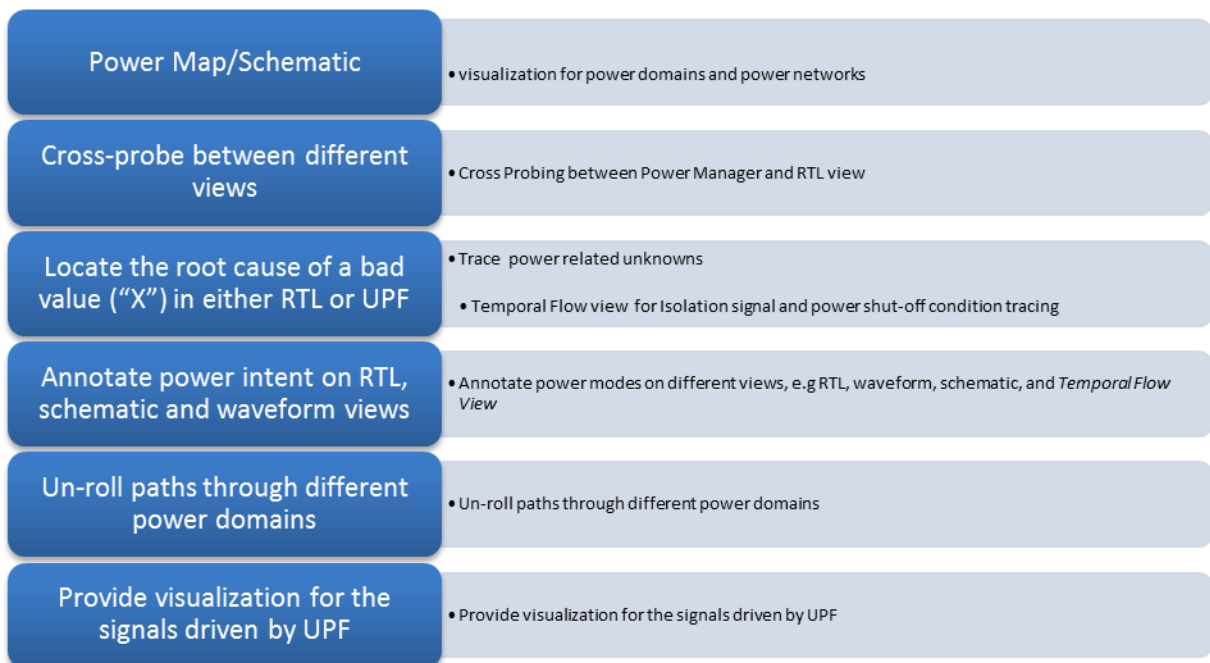 Power Map/Schematic
• visualization for power domains and power networks
Cross-probe between different
views
• Cross Probing between Power Manager and RTL view
Locate the root cause of a bad
value (“X”) in either RTL or UPF
• Trace power related unknowns
• Temporal Flow view for Isolation signal and power shut-off condition tracing
Annotate power intent on RTL,
schematic and waveform views
• Annotate power modes on different views, e.g RTL, waveform, schematic, and Temporal Flow
View
Un-roll paths through different
power domains
• Un-roll paths through different power domains
Provide visualization for the
signals driven by UPF
• Provide visualization for the signals driven by UPF